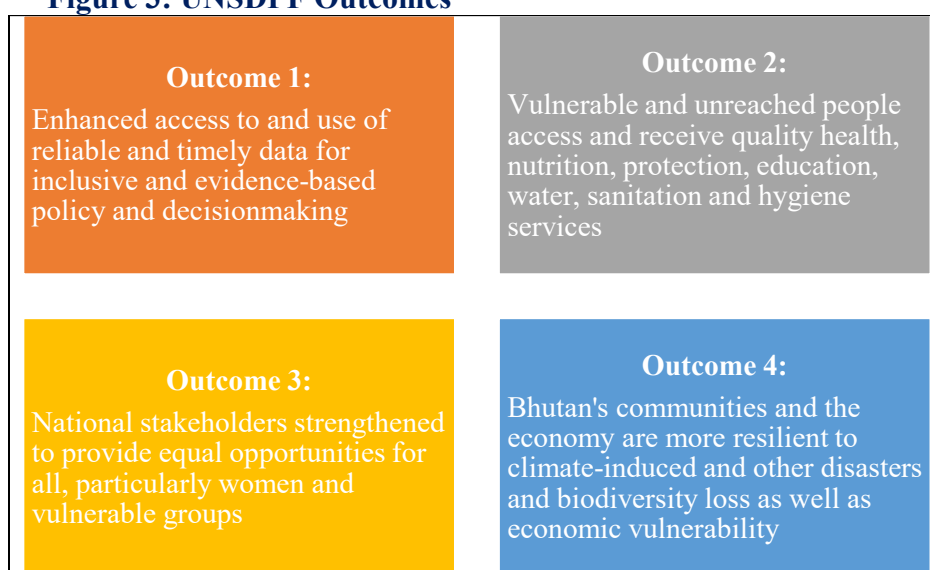 Figure 3: UNSDPF Outcomes
Outcome 1:
Enhanced access to and use of
reliable and timely data for
inclusive and evidence-based
policy and decisionmaking
Outcome 2:
Vulnerable and unreached people
access and receive quality health,
nutrition, protection, education,
water, sanitation and hygiene
services
Outcome 3:
National stakeholders strengthened
to provide equal opportunities for
all, particularly women and
vulnerable groups
Outcome 4:
Bhutan's communities and the
economy are more resilient to
climate-induced and other disasters
and biodiversity loss as well as
economic vulnerability